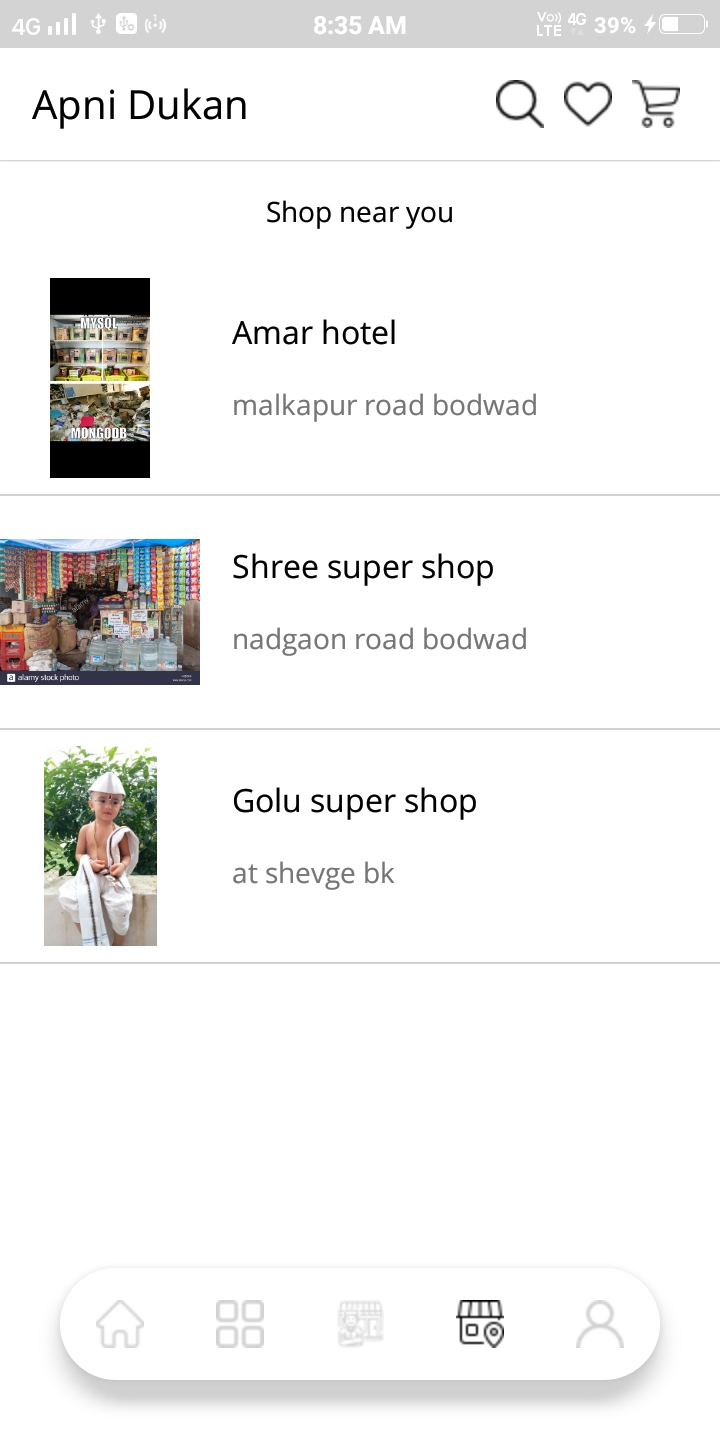 4G 8:35 AM Vo)) LTE 4G 39%
Apni Dukan
Shop near you
MYSQL
MONGODB
Amar hotel
malkapur road bodwad
alamy
a alamy stock photo
Shree super shop
nadgaon road bodwad
Golu super shop
at shevge bk